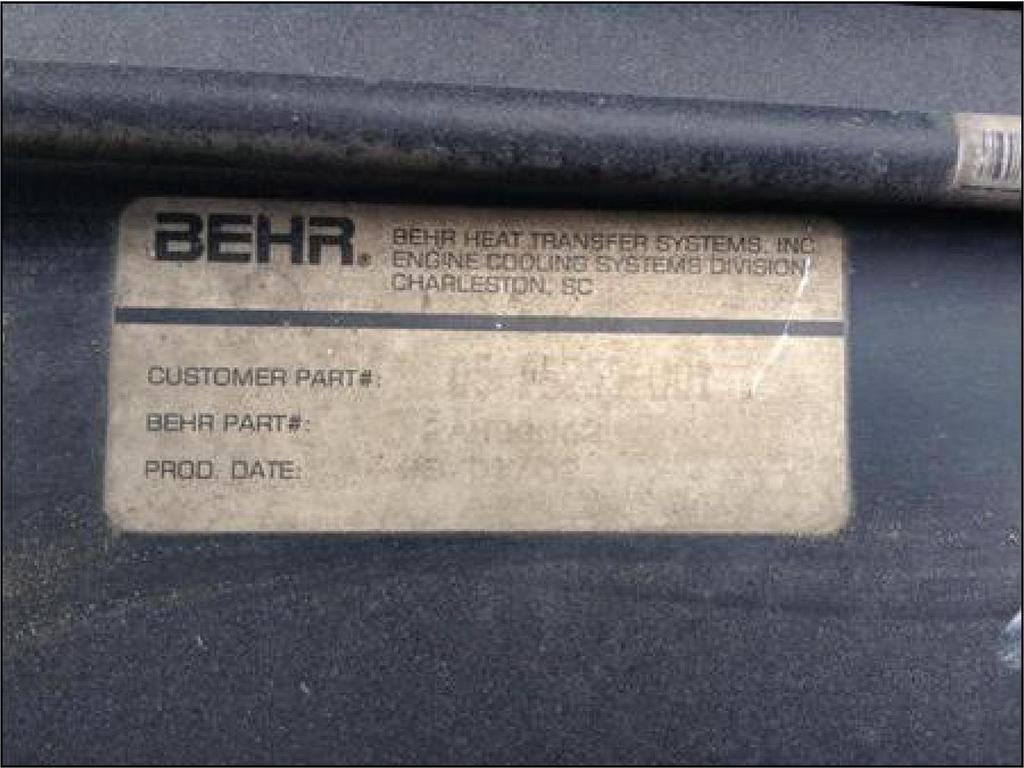 BEHR®
BEHR HEAT TRANSFER SYSTEMS, INC.
ENGINE COOLING SYSTEMS DIVISION
CHARLESTON, SC
CUSTOMER PART#:
BEHR PART#:
PROD. DATE: